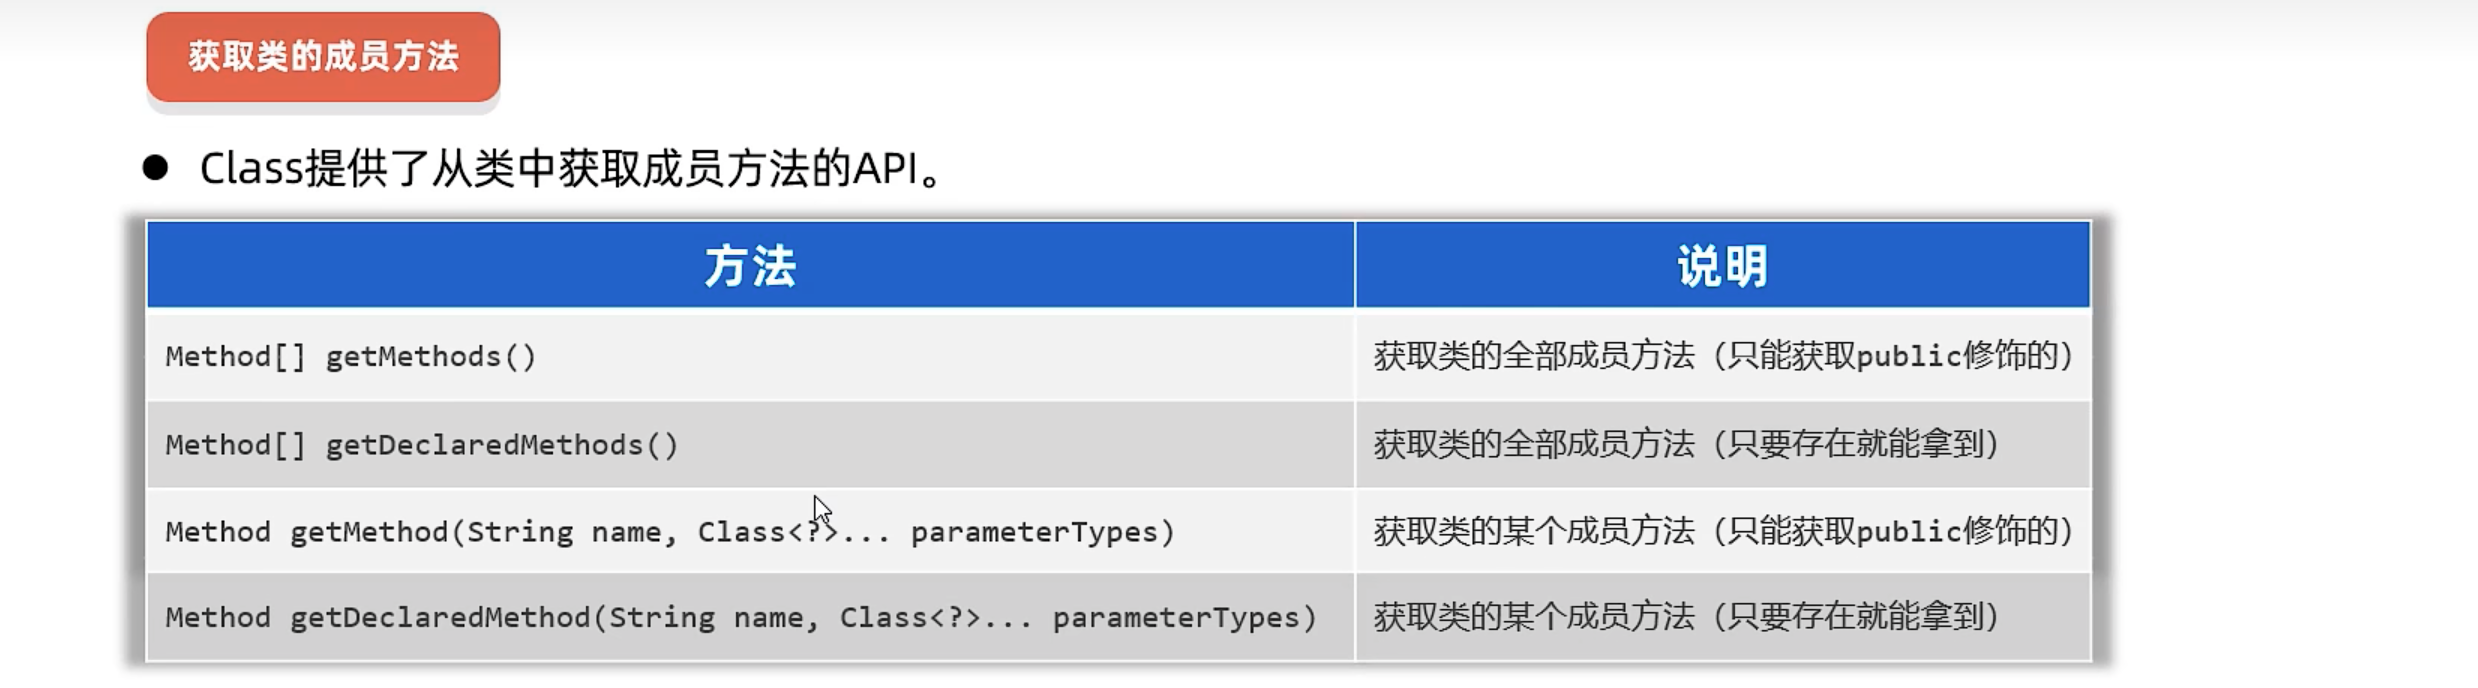 获取类的成员方法
Class提供了从类中获取成员方法的API。
方法 说明
Method[] getMethods() 获取类的全部成员方法（只能获取public修饰的）
Method[] getDeclaredMethods() 获取类的全部成员方法（只要存在就能拿到）
Method getMethod(String name, Class<?>... parameterTypes) 获取类的某个成员方法（只能获取public修饰的）
Method getDeclaredMethod(String name, Class<?>... parameterTypes) 获取类的某个成员方法（只要存在就能拿到）